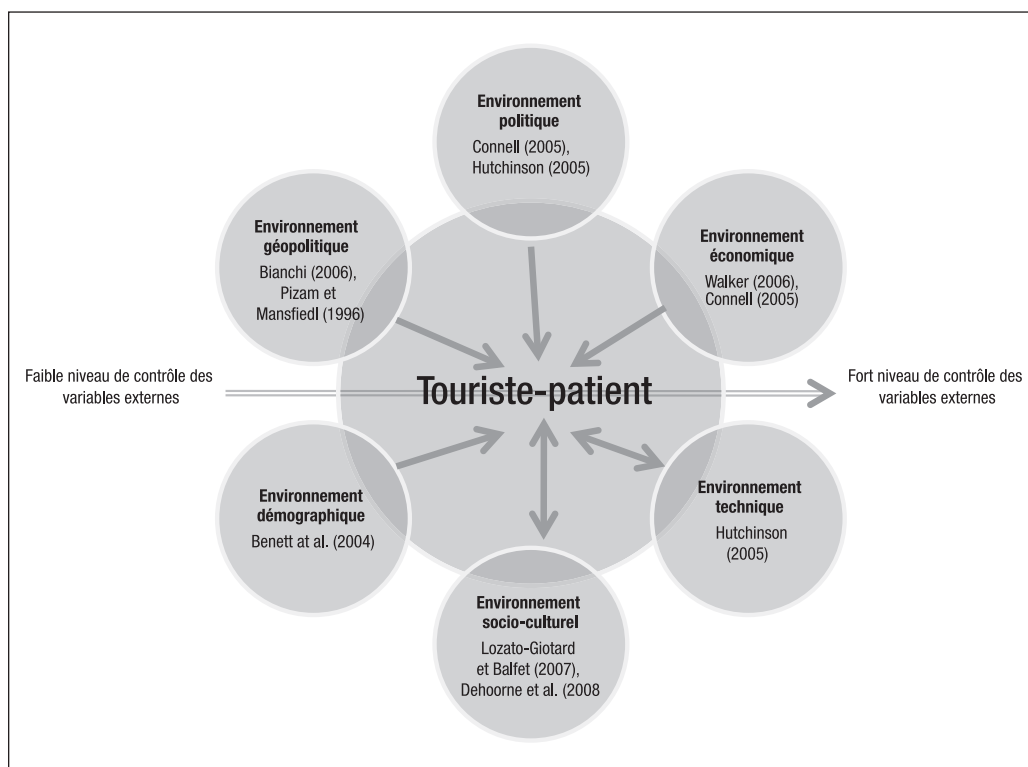 Environnement
politique
Connell (2005),
Hutchinson (2005)
Environnement
géopolitique
Bianchi (2006),
Pizam et
Mansfiedl (1996)
Environnement
économique
Walker (2006),
Connell (2005)
Faible niveau de contrôle des
variables externes
Touriste-patient
Fort niveau de contrôle des
variables externes
Environnement
démographique
Benett at al. (2004)
Environnement
technique
Hutchinson
(2005)
Environnement
socio-culturel
Lozato-Giotard
et Balfet (2007),
Dehoorne et al. (2008